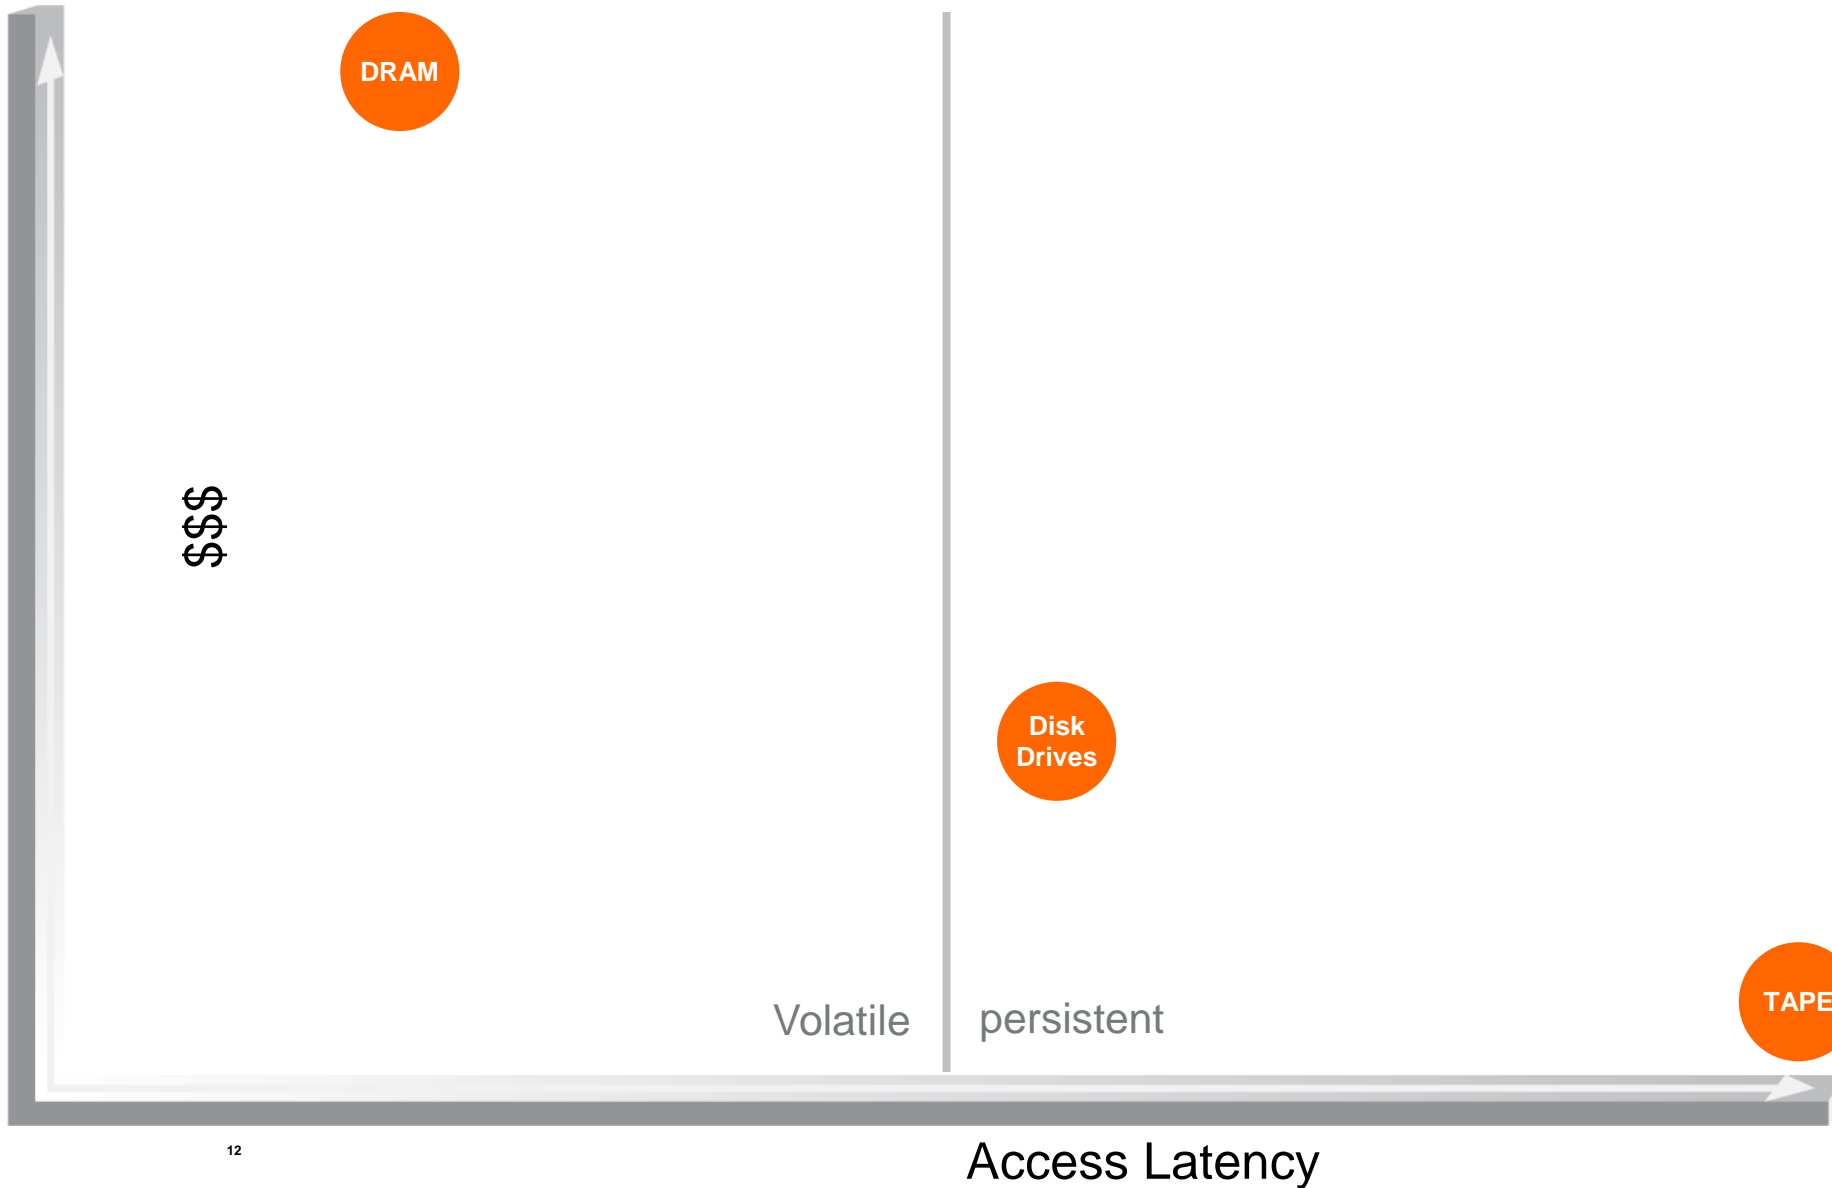 DRAM
$$$
Disk
Drives
TAPE
Volatile
persistent
12
Access Latency